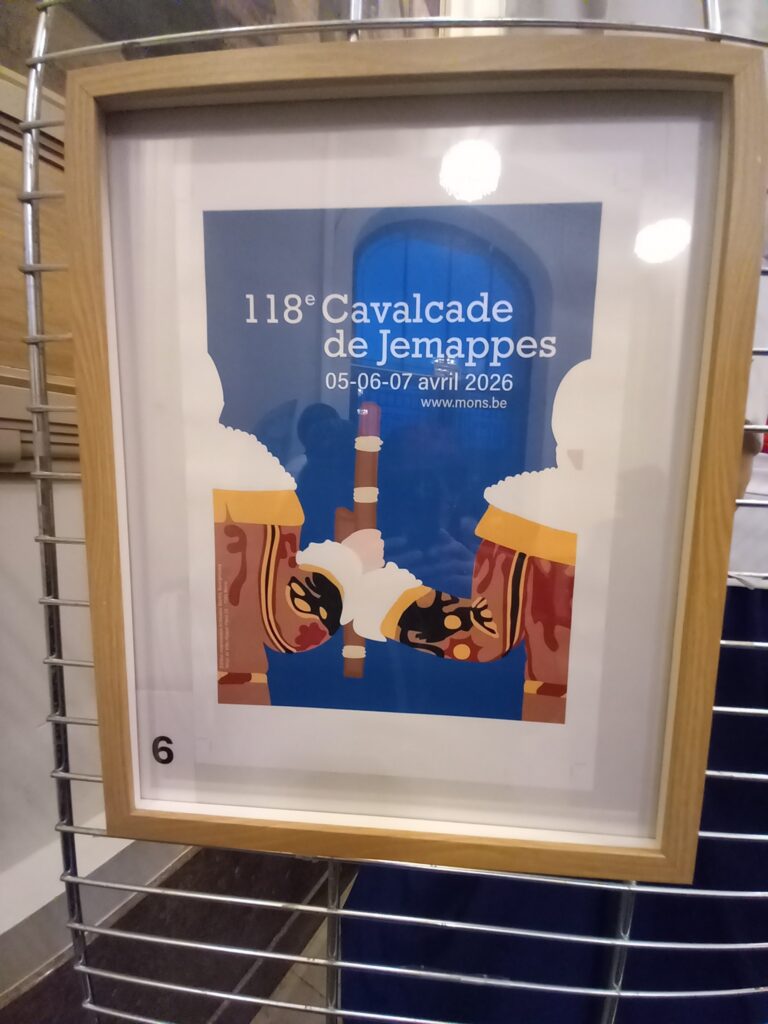 118e Cavalcade
de Jemappes
05-06-07 avril 2026
www.mons.be
6